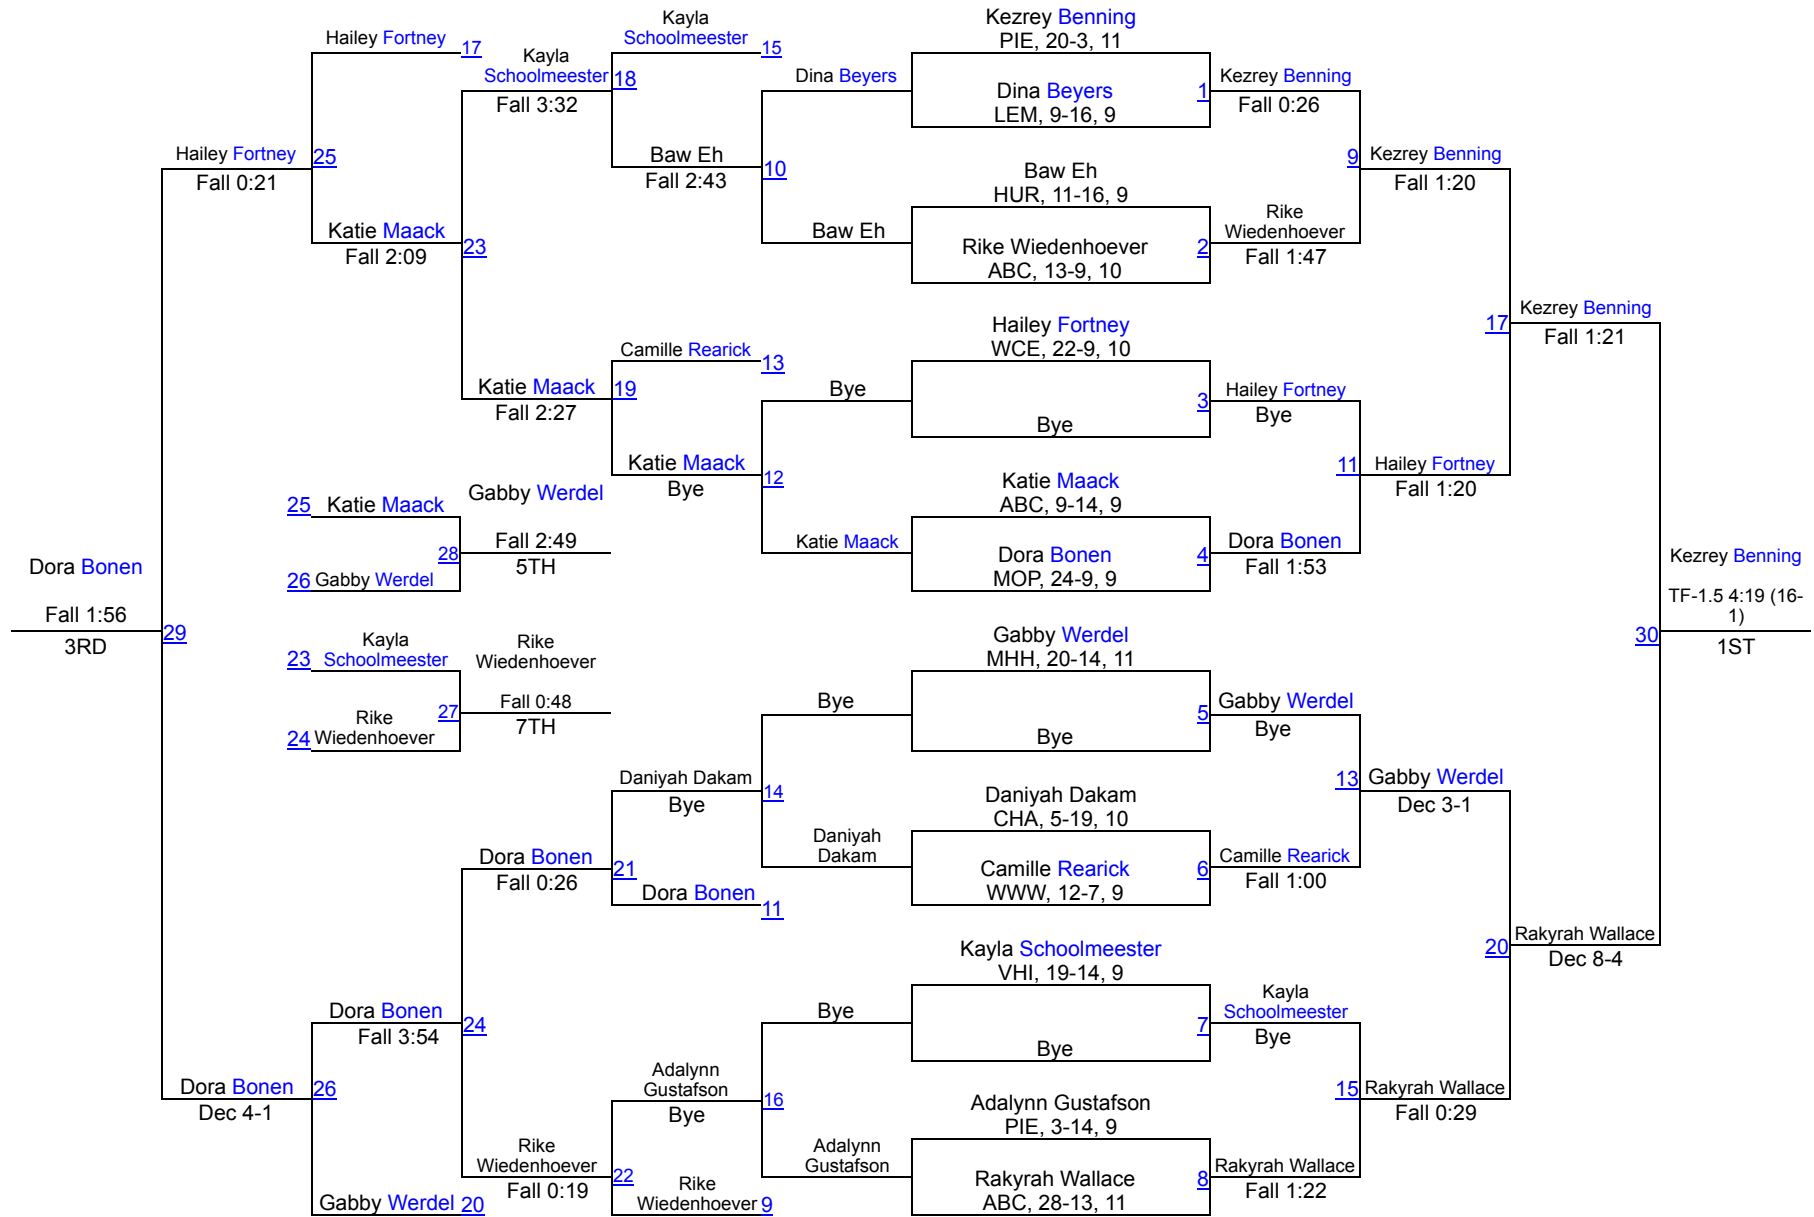 Kezrey Benning
PIE, 20-3, 11
Dina Beyers
LEM, 9-16, 9
1
Baw Eh
HUR, 11-16, 9
Rike Wiedenhoever
ABC, 13-9, 10
2
Hailey Fortney
WCE, 22-9, 10
Bye
3
Katie Maack
ABC, 9-14, 9
Dora Bonen
MOP, 24-9, 9
4
Gabby Werdel
MHH, 20-14, 11
Bye
5
Daniyah Dakam
CHA, 5-19, 10
Camille Rearick
WWW, 12-7, 9
6
Kayla Schoolmeester
VHI, 19-14, 9
Bye
7
Adalynn Gustafson
PIE, 3-14, 9
Rakyrah Wallace
ABC, 28-13, 11
8
Kezrey Benning
Fall 0:26
9
Rike
Wiedenhoever
Fall 1:47
Hailey Fortney
Bye
11
Dora Bonen
Fall 1:53
Gabby Werdel
Bye
13
Camille Rearick
Fall 1:00
Kayla
Schoolmeester
Bye
15
Rakyrah Wallace
Fall 1:22
Kezrey Benning
Fall 1:20
17
Hailey Fortney
Fall 1:20
Gabby Werdel
Dec 3-1
20
Rakyrah Wallace
Fall 0:29
Kezrey Benning
Fall 1:21
30
Rakyrah Wallace
Dec 8-4
Kezrey Benning
TF-1.5 4:19 (16-
1)
1ST
Dina Beyers
10
Baw Eh
Bye
12
Katie Maack
Bye
14
Daniyah
Dakam
Bye
16
Adalynn
Gustafson
Kayla
Schoolmeester 15
18
Baw Eh
Fall 2:43
Camille Rearick 13
19
Katie Maack
Bye
Daniyah Dakam
Bye
21
Dora Bonen 11
Adalynn
Gustafson
Bye
22
Rike
Wiedenhoever 9
Kayla
Schoolmeester
Fall 3:32
23
Katie Maack
Fall 2:27
Dora Bonen
Fall 0:26
24
Rike
Wiedenhoever
Fall 0:19
Hailey Fortney 17
25
Katie Maack
Fall 2:09
25 Katie Maack
28
26 Gabby Werdel
Gabby Werdel
Fall 2:49
5TH
23 Kayla
Schoolmeester
27
24 Rike
Wiedenhoever
Rike
Wiedenhoever
Fall 0:48
7TH
Dora Bonen
Fall 3:54
26
Gabby Werdel 20
Hailey Fortney
Fall 0:21
29
Dora Bonen
Dec 4-1
Dora Bonen
Fall 1:56
3RD